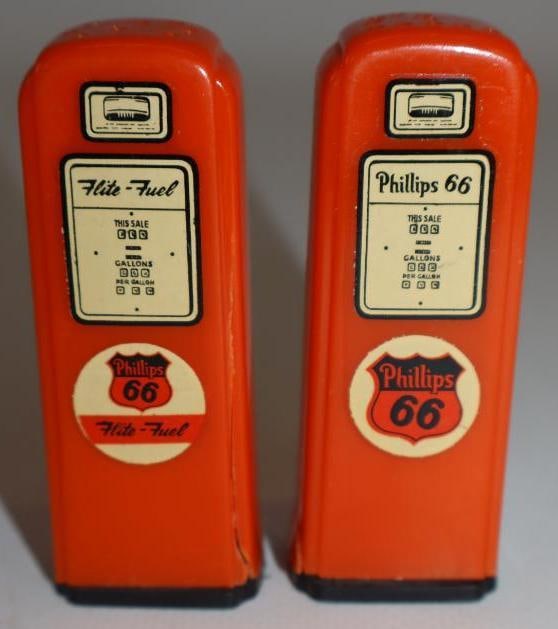 Flite-Fuel
THIS SALE
GALLONS
PER GALLON
Phillips
66
Flite-Fuel
Phillips 66
THIS SALE
GALLONS
PER GALLON
Phillips
66